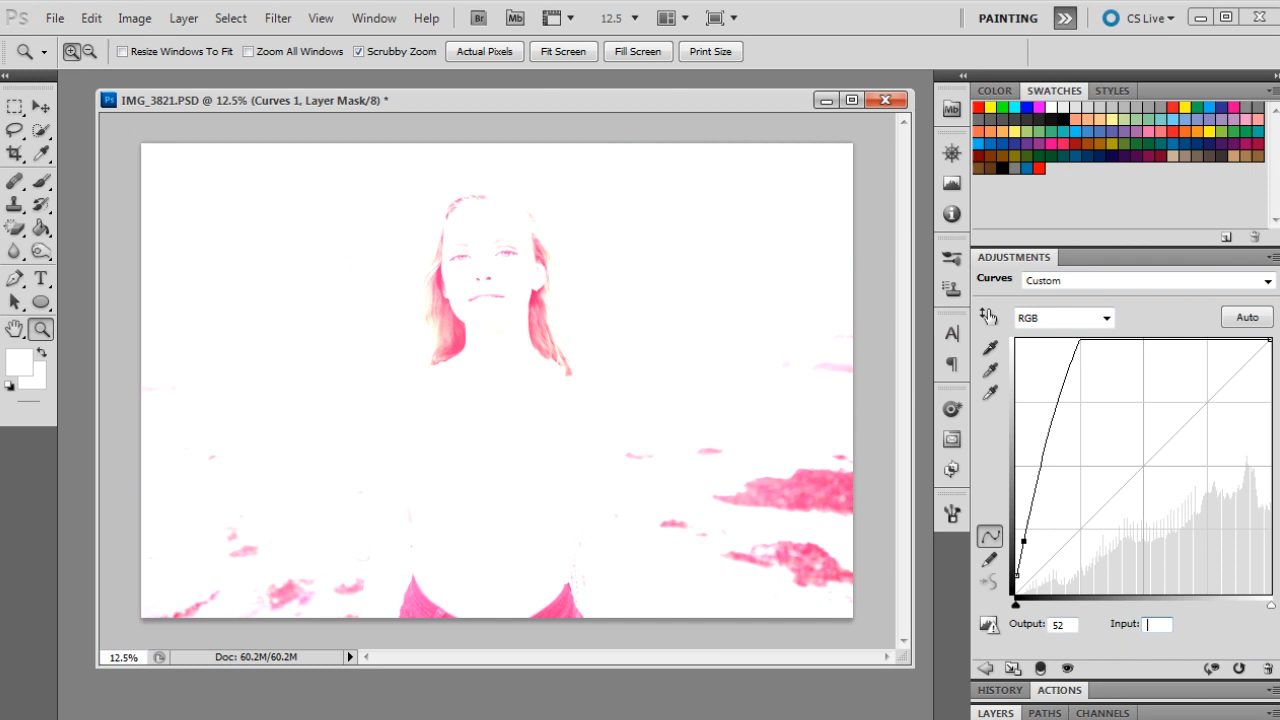 Ps File Edit Image Layer Select Filter View Window Help Br Mb 12.5 PAINTING CS Live
Resize Windows To Fit Zoom All Windows Scrubby Zoom Actual Pixels Fit Screen Fill Screen Print Size
Ps IMG_3821.PSD @ 12.5% (Curves 1, Layer Mask/8) *
COLOR SWATCHES STYLES
Mb
ADJUSTMENTS
Curves Custom
RGB Auto
T
A
Output: 52 Input:
12.5% Doc: 60.2M/60.2M
HISTORY ACTIONS
LAYERS PATHS CHANNELS